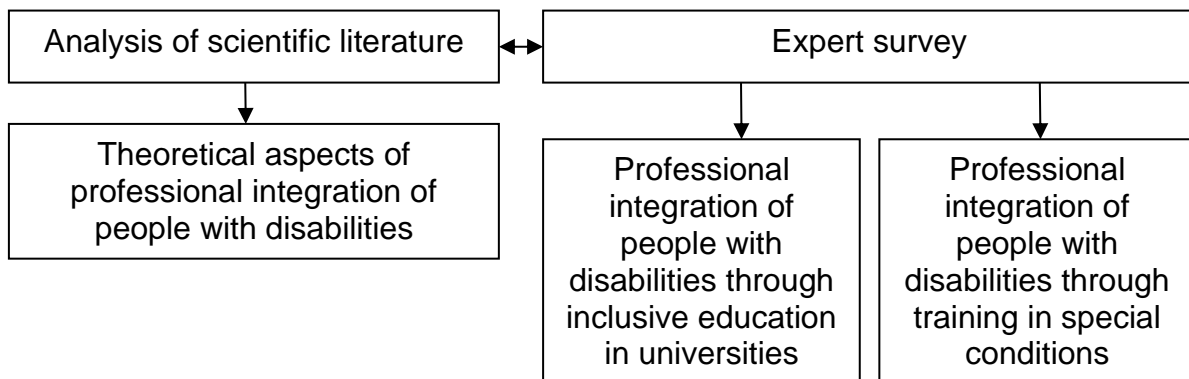 Analysis of scientific literature
Expert survey
Theoretical aspects of
professional integration of
people with disabilities
Professional
integration of
people with
disabilities through
inclusive education
in universities
Professional
integration of
people with
disabilities through
training in special
conditions